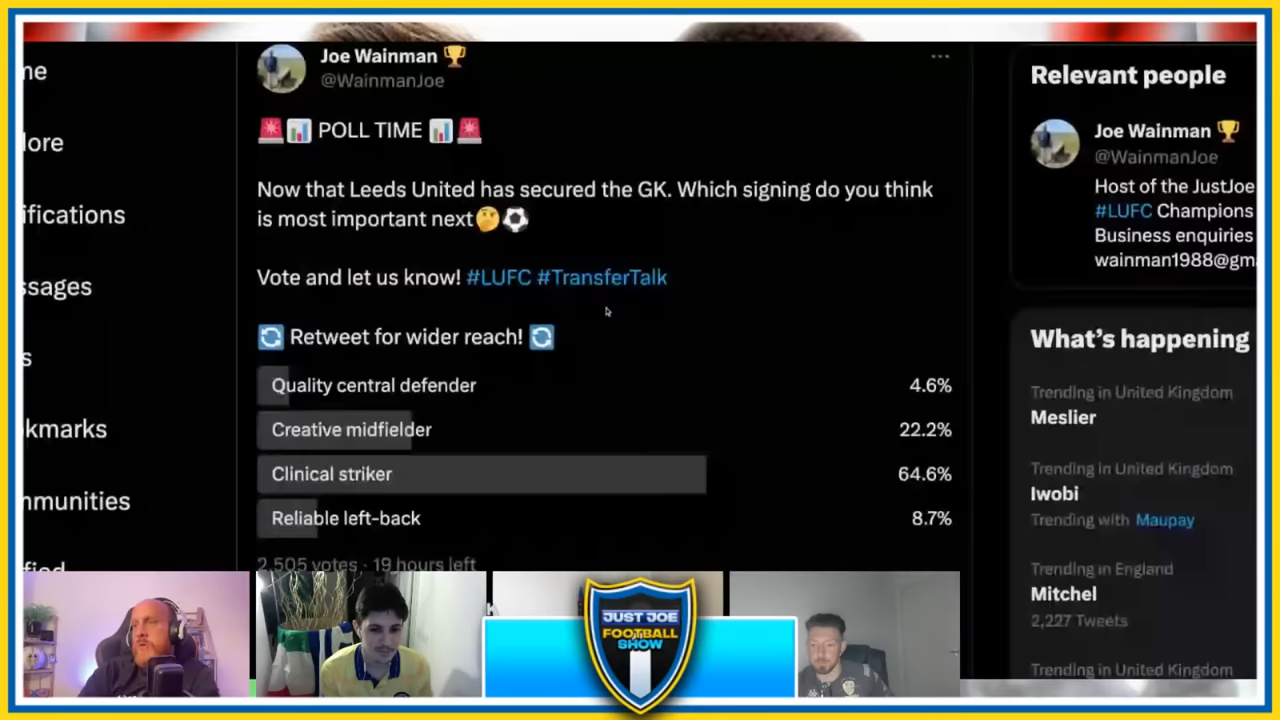 me
lore
ifications
ssages
s
kmarks
mmunities
fied
Joe Wainman 🏆
@WainmanJoe
🚨📊 POLL TIME 📊🚨
Now that Leeds United has secured the GK. Which signing do you think
is most important next🤔⚽
Vote and let us know! #LUFC #TransferTalk
🔄 Retweet for wider reach! 🔄
Quality central defender 4.6%
Creative midfielder 22.2%
Clinical striker 64.6%
Reliable left-back 8.7%
2,505 votes · 19 hours left
Relevant people
Joe Wainman 🏆
@WainmanJoe
Host of the JustJoe
#LUFC Champions
Business enquiries
wainman1988@gma
What's happening
Trending in United Kingdom
Meslier
Trending in United Kingdom
Iwobi
Trending with Maupay
Trending in England
Mitchel
2,227 Tweets
Trending in United Kingdom
JUST JOE
FOOTBALL
SHOW